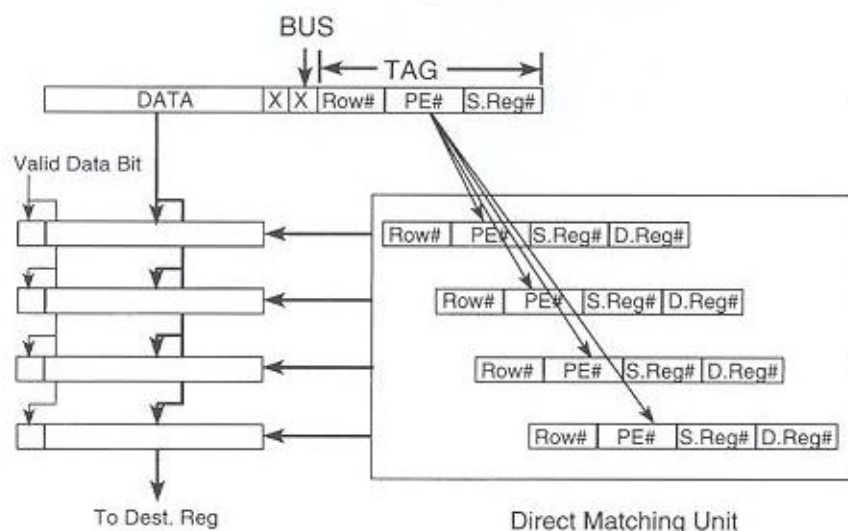 BUS
TAG
DATA X X Row# PE# S.Reg#
Valid Data Bit
Row# PE# S.Reg# D.Reg#
Row# PE# S.Reg# D.Reg#
Row# PE# S.Reg# D.Reg#
Row# PE# S.Reg# D.Reg#
To Dest. Reg
Direct Matching Unit